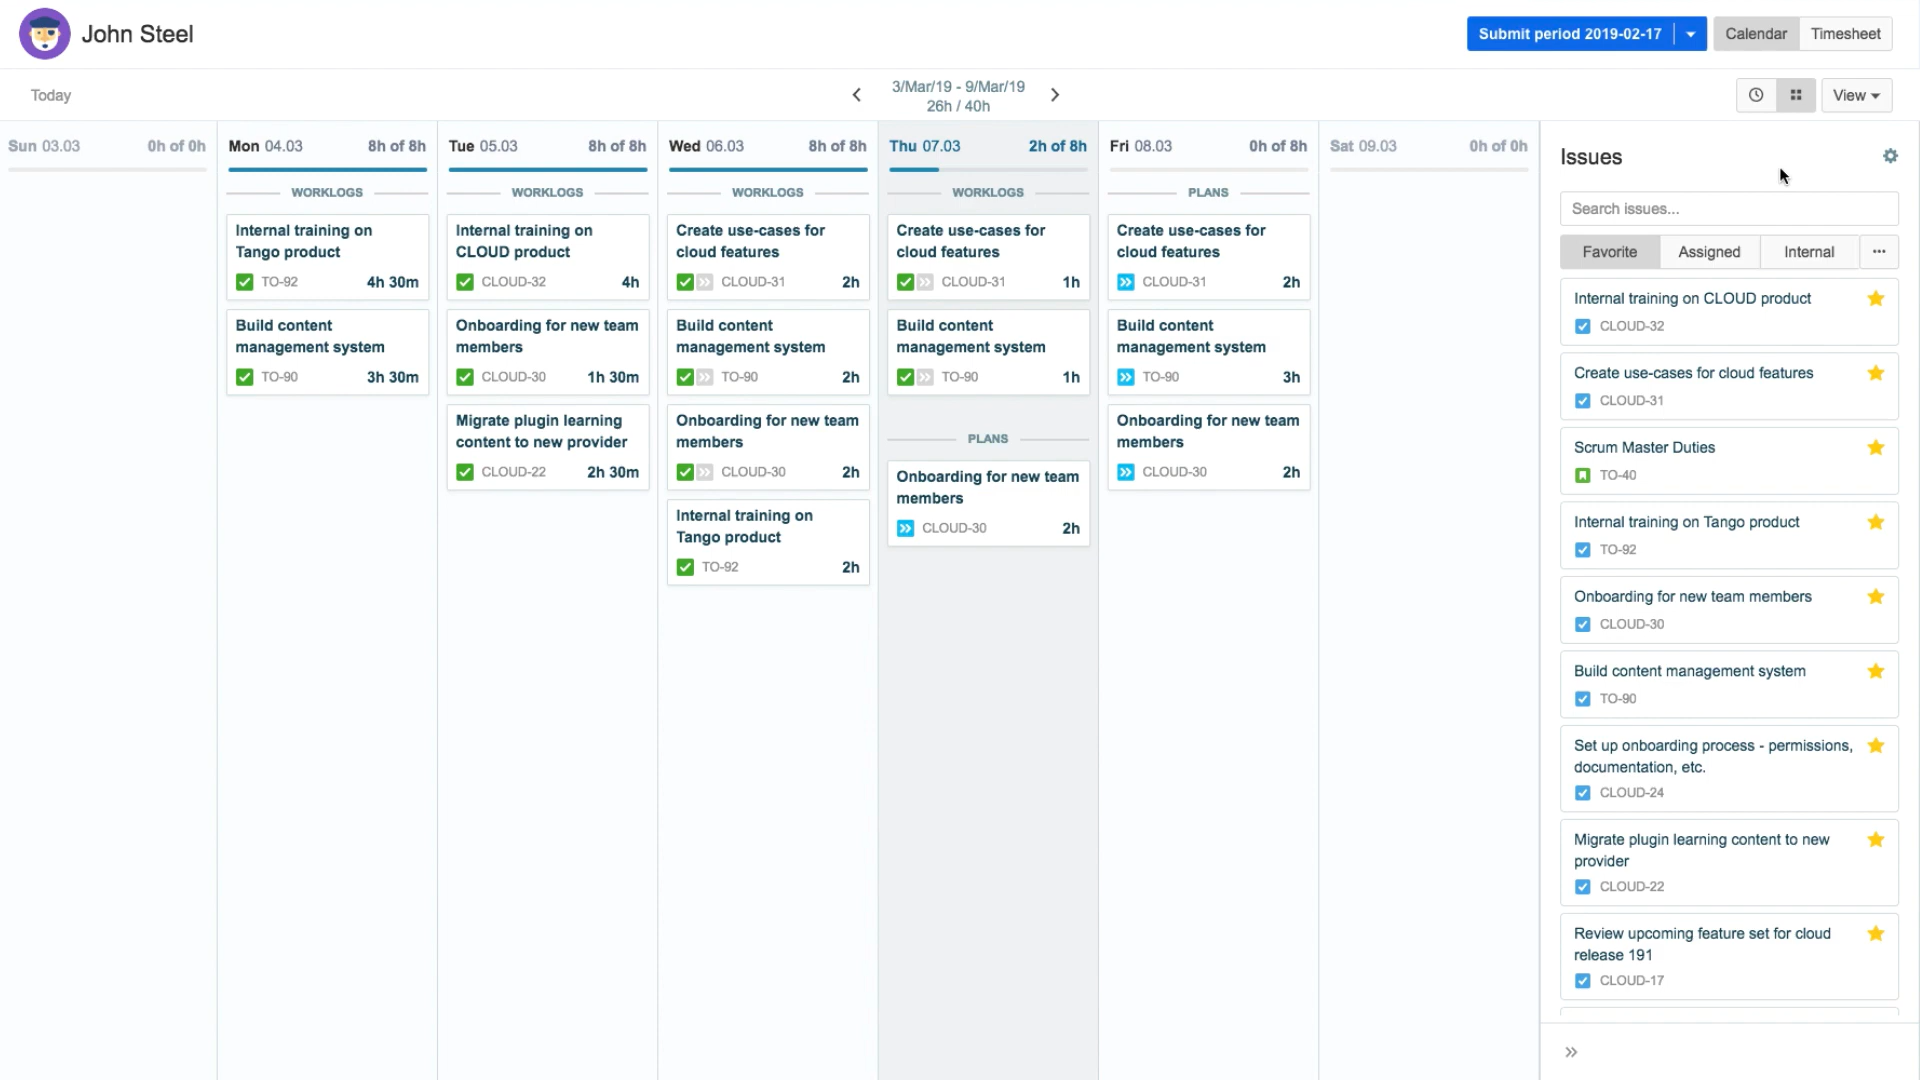 John Steel
Submit period 2019-02-17
Calendar
Timesheet
Today
3/Mar/19 - 9/Mar/19
26h / 40h
View
Sun 03.03 0h of 0h
Mon 04.03 8h of 8h
Tue 05.03 8h of 8h
Wed 06.03 8h of 8h
Thu 07.03 2h of 8h
Fri 08.03 0h of 8h
Sat 09.03 0h of 0h
WORKLOGS
Internal training on
Tango product
TO-92 4h 30m
Build content
management system
TO-90 3h 30m
WORKLOGS
Internal training on
CLOUD product
CLOUD-32 4h
Onboarding for new team
members
CLOUD-30 1h 30m
Migrate plugin learning
content to new provider
CLOUD-22 2h 30m
WORKLOGS
Create use-cases for
cloud features
CLOUD-31 2h
Build content
management system
TO-90 2h
Onboarding for new team
members
CLOUD-30 2h
Internal training on
Tango product
TO-92 2h
WORKLOGS
Create use-cases for
cloud features
CLOUD-31 1h
Build content
management system
TO-90 1h
PLANS
Onboarding for new team
members
CLOUD-30 2h
PLANS
Create use-cases for
cloud features
CLOUD-31 2h
Build content
management system
TO-90 3h
Onboarding for new team
members
CLOUD-30 2h
Issues
Search issues...
Favorite Assigned Internal ...
Internal training on CLOUD product
CLOUD-32
Create use-cases for cloud features
CLOUD-31
Scrum Master Duties
TO-40
Internal training on Tango product
TO-92
Onboarding for new team members
CLOUD-30
Build content management system
TO-90
Set up onboarding process - permissions,
documentation, etc.
CLOUD-24
Migrate plugin learning content to new
provider
CLOUD-22
Review upcoming feature set for cloud
release 191
CLOUD-17